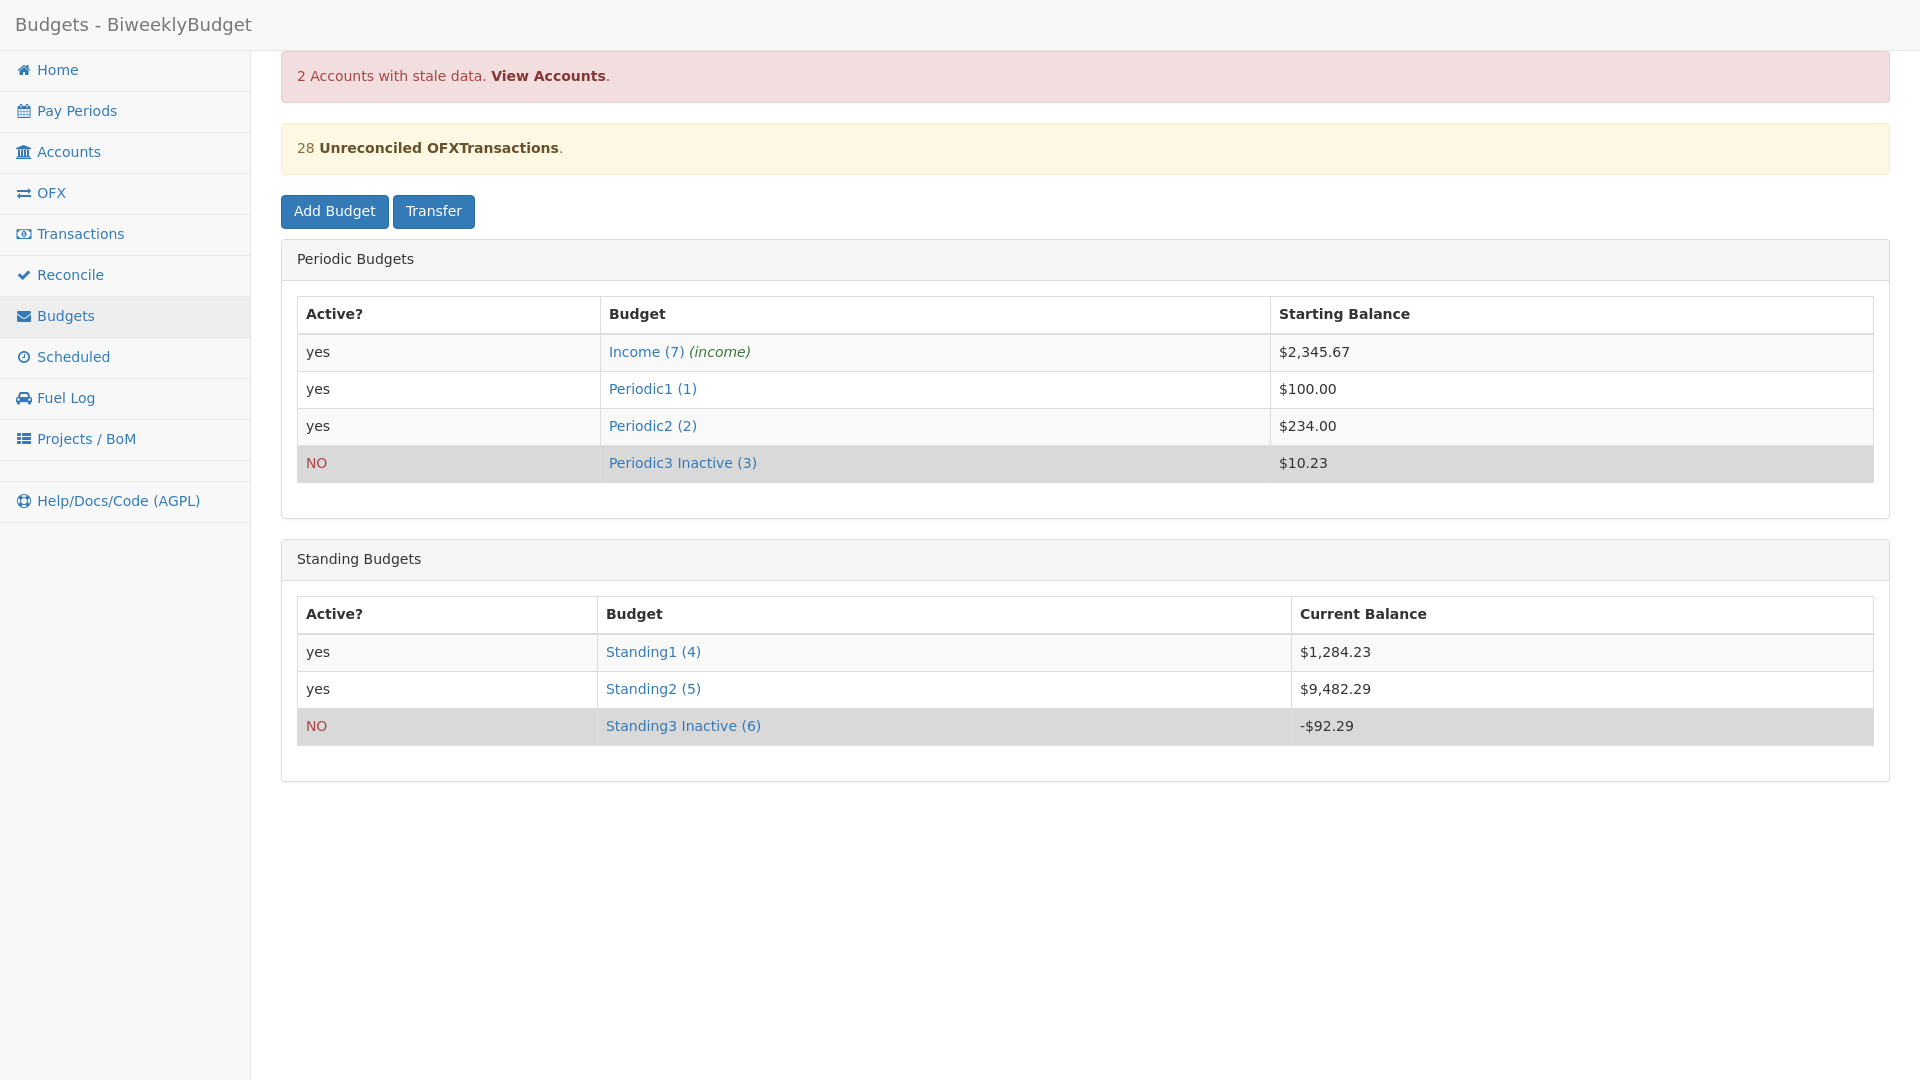 Budgets - BiweeklyBudget
Home
Pay Periods
Accounts
OFX
Transactions
Reconcile
Budgets
Scheduled
Fuel Log
Projects / BoM
Help/Docs/Code (AGPL)
2 Accounts with stale data. View Accounts.
28 Unreconciled OFXTransactions.
Add Budget Transfer
Periodic Budgets
Active? Budget Starting Balance
yes Income (7) (income) $2,345.67
yes Periodic1 (1) $100.00
yes Periodic2 (2) $234.00
NO Periodic3 Inactive (3) $10.23
Standing Budgets
Active? Budget Current Balance
yes Standing1 (4) $1,284.23
yes Standing2 (5) $9,482.29
NO Standing3 Inactive (6) -$92.29